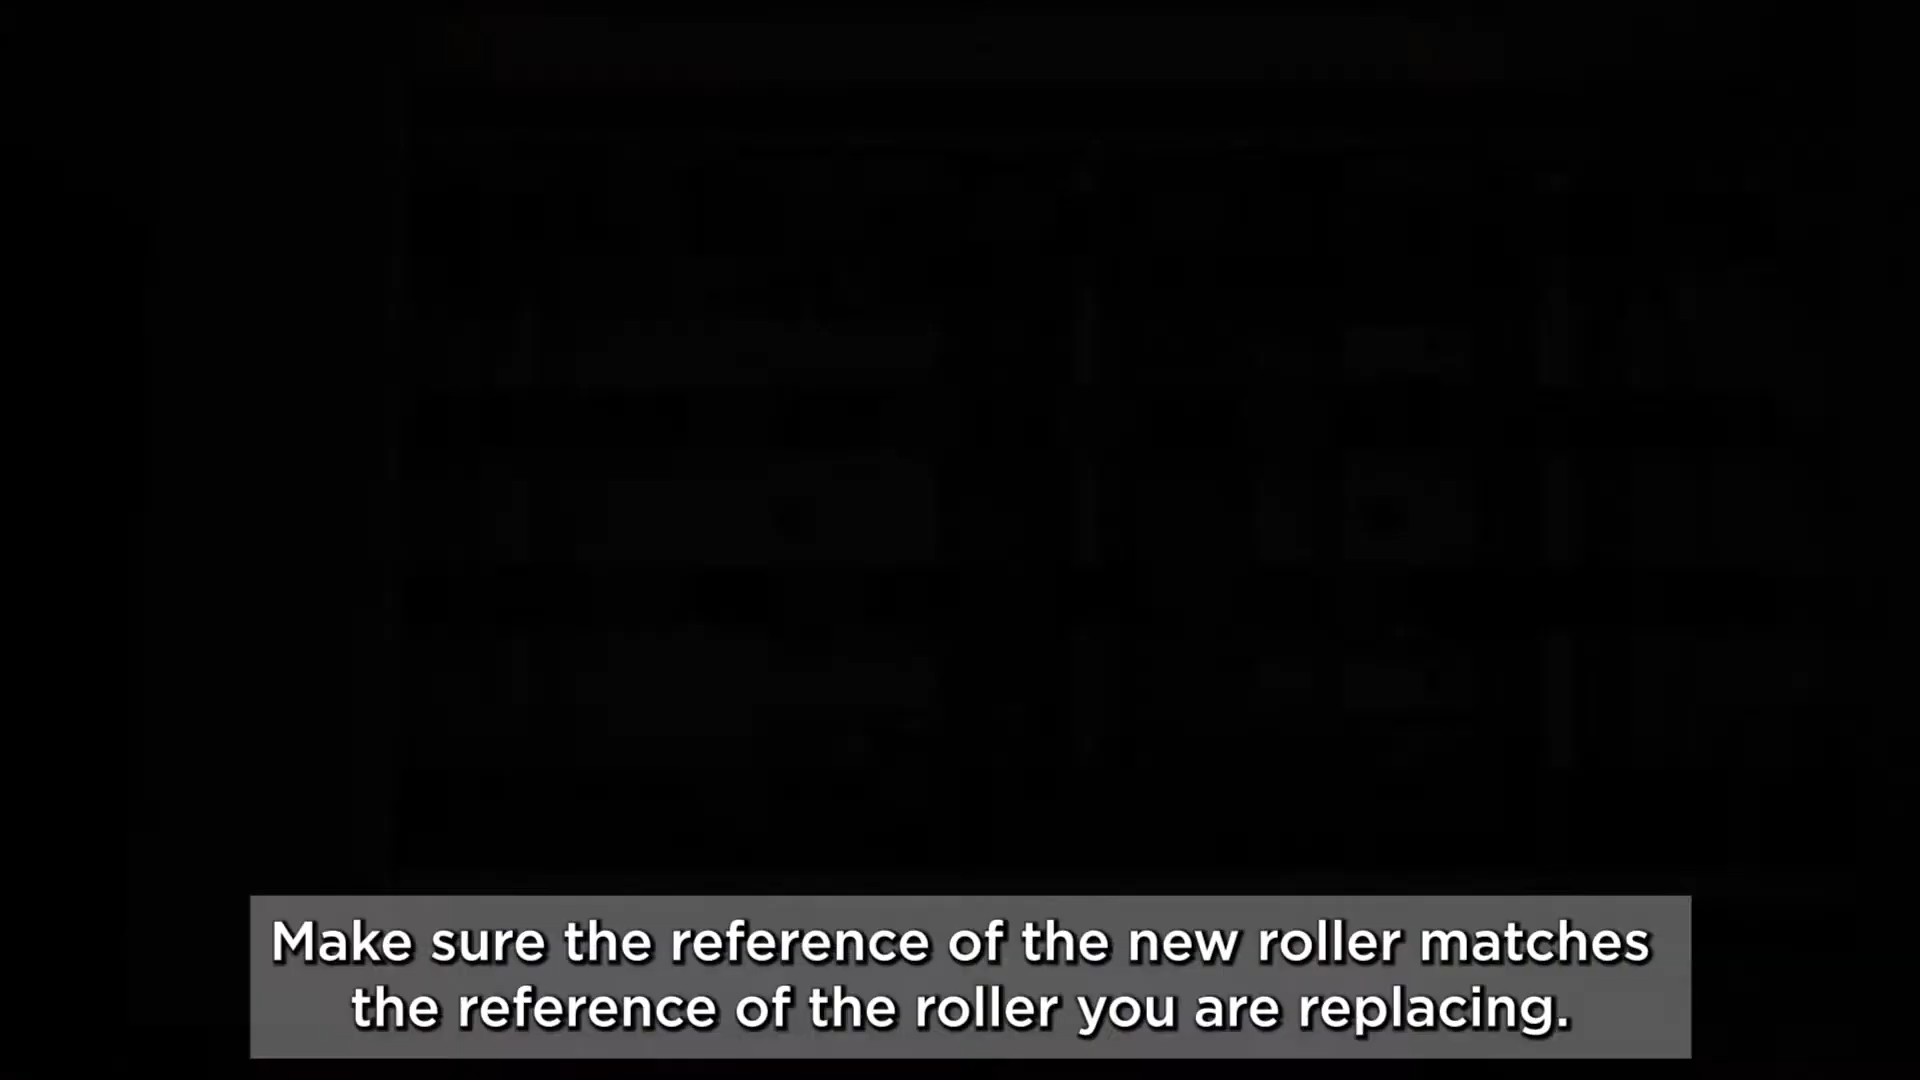 Make sure the reference of the new roller matches
the reference of the roller you are replacing.